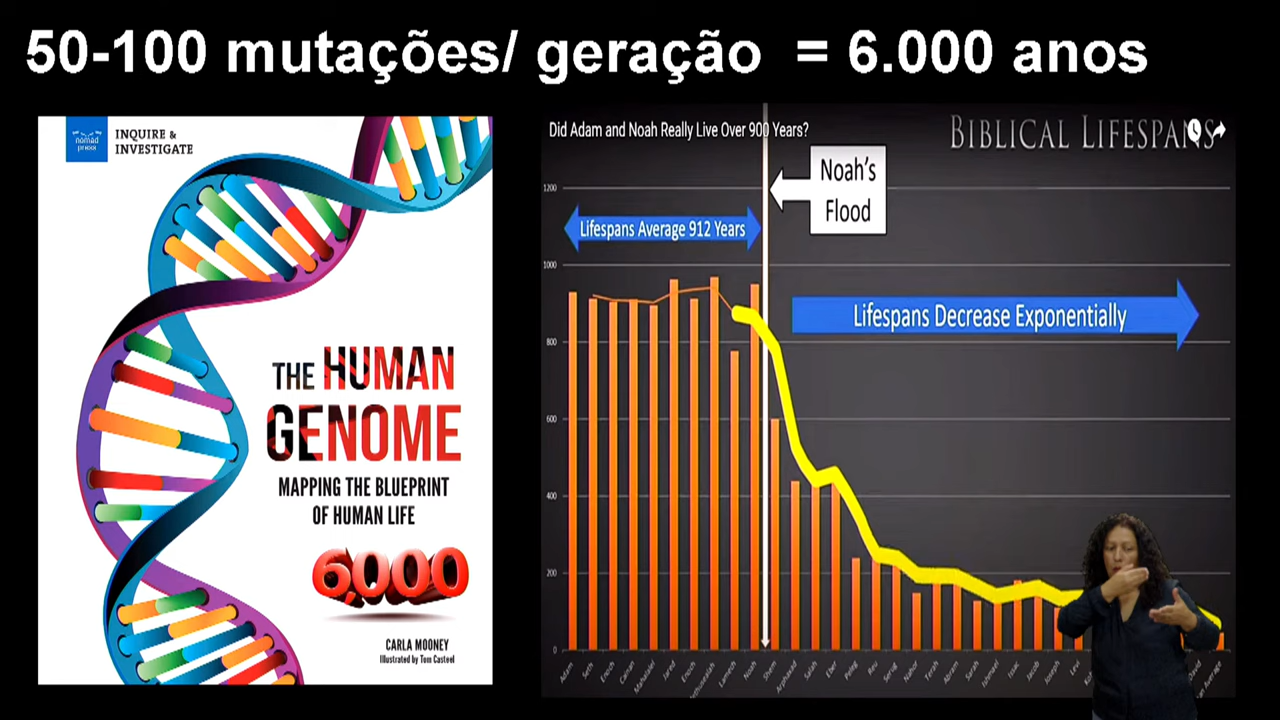 50-100 mutações/ geração = 6.000 anos
nomad
press
INQUIRE &
INVESTIGATE
THE HUMAN
GENOME
MAPPING THE BLUEPRINT
OF HUMAN LIFE
6,000
CARLA MOONEY
Illustrated by Tom Casteel
Did Adam and Noah Really Live Over 900 Years?
BIBLICAL LIFESPANS
Noah's
Flood
Lifespans Average 912 Years
Lifespans Decrease Exponentially
1200
1000
800
600
400
200
0
Adam
Seth
Enosh
Cainan
Mahalalel
Jared
Enoch
Methuselah
Lamech
Noah
Shem
Arphaxad
Salah
Eber
Peleg
Reu
Serug
Nahor
Terah
Abram
Sarah
Ishmael
Isaac
Jacob
Joseph
Levi
David
Average